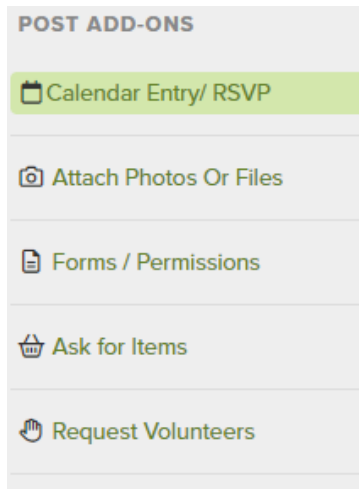 POST ADD-ONS
Calendar Entry/ RSVP
Attach Photos Or Files
Forms / Permissions
Ask for Items
Request Volunteers